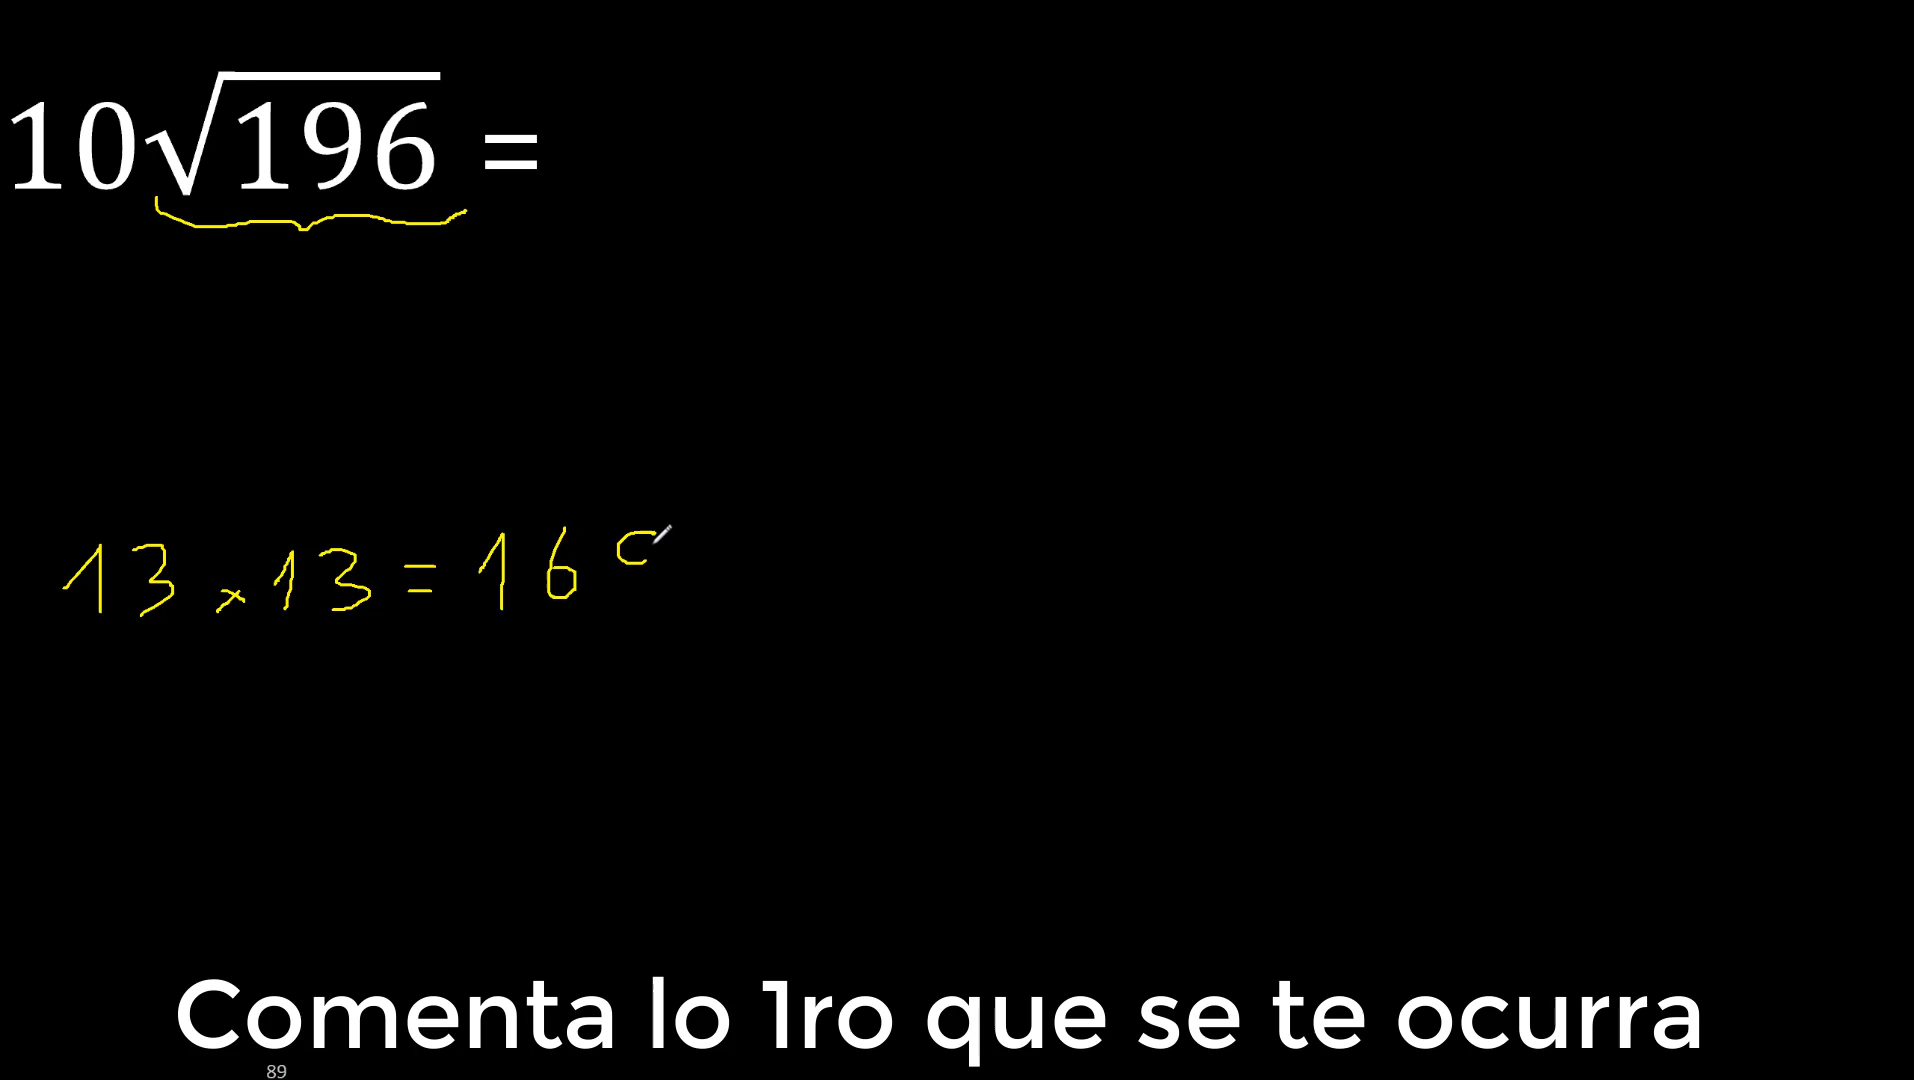 10√196 =
13 × 13 = 16
Comenta lo 1ro que se te ocurra
89